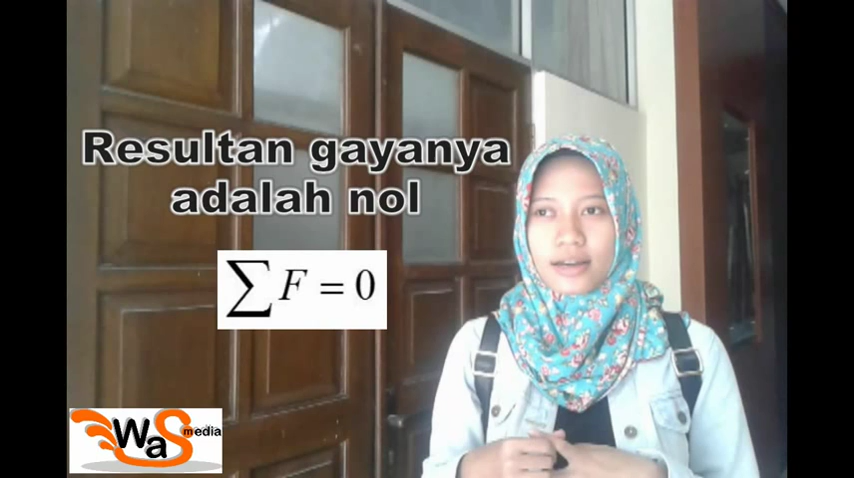 Resultan gayanya
adalah nol
∑ F = 0
WaS
media